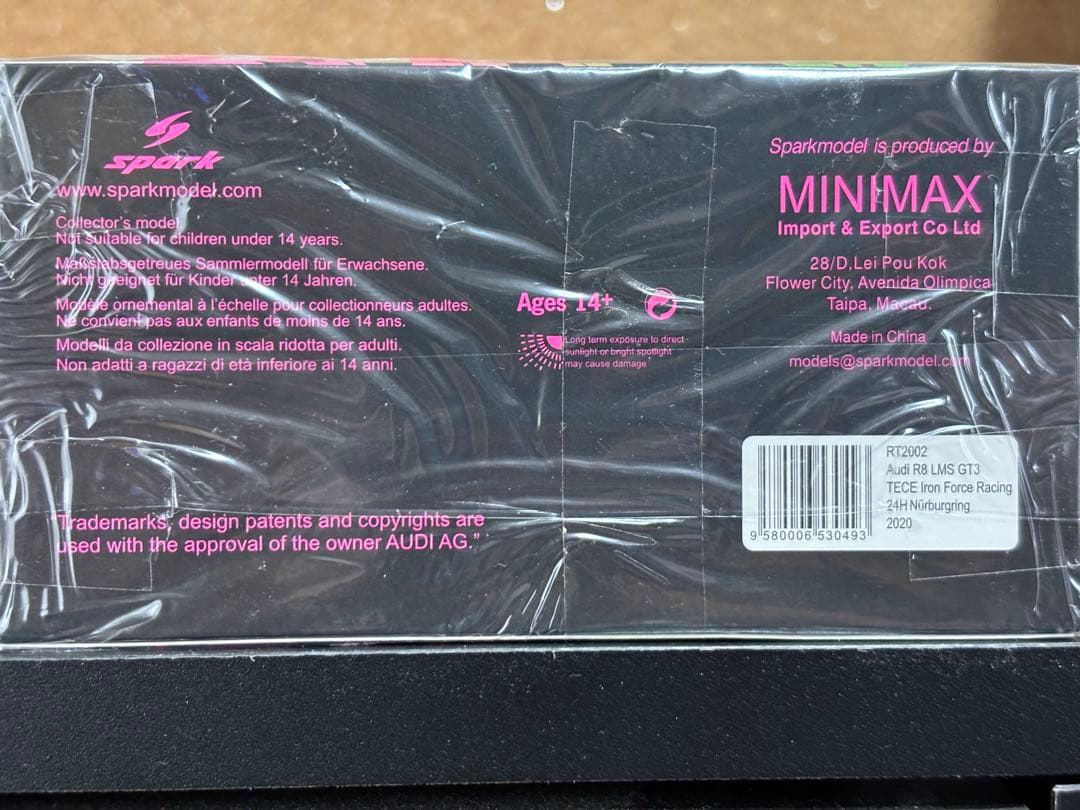 spark
www.sparkmodel.com
Collector's model
Not suitable for children under 14 years.
Maßstabsgetreues Sammlermodell für Erwachsene.
Nicht geeignet für Kinder unter 14 Jahren.
Modèle ornemental à l'échelle pour collectionneurs adultes.
Ne convient pas aux enfants de moins de 14 ans.
Modelli da collezione in scala ridotta per adulti.
Non adatti a ragazzi di età inferiore ai 14 anni.
"Trademarks, design patents and copyrights are
used with the approval of the owner AUDI AG."
Ages 14+
Long term exposure to direct
sunlight or bright spotlight
may cause damage
Sparkmodel is produced by
MINIMAX
Import & Export Co Ltd
28/D,Lei Pou Kok
Flower City, Avenida Olimpica
Taipa, Macau.
Made in China
models@sparkmodel.com
RT2002
Audi R8 LMS GT3
TECE Iron Force Racing
24H Nürburgring
2020
9 580006 530493